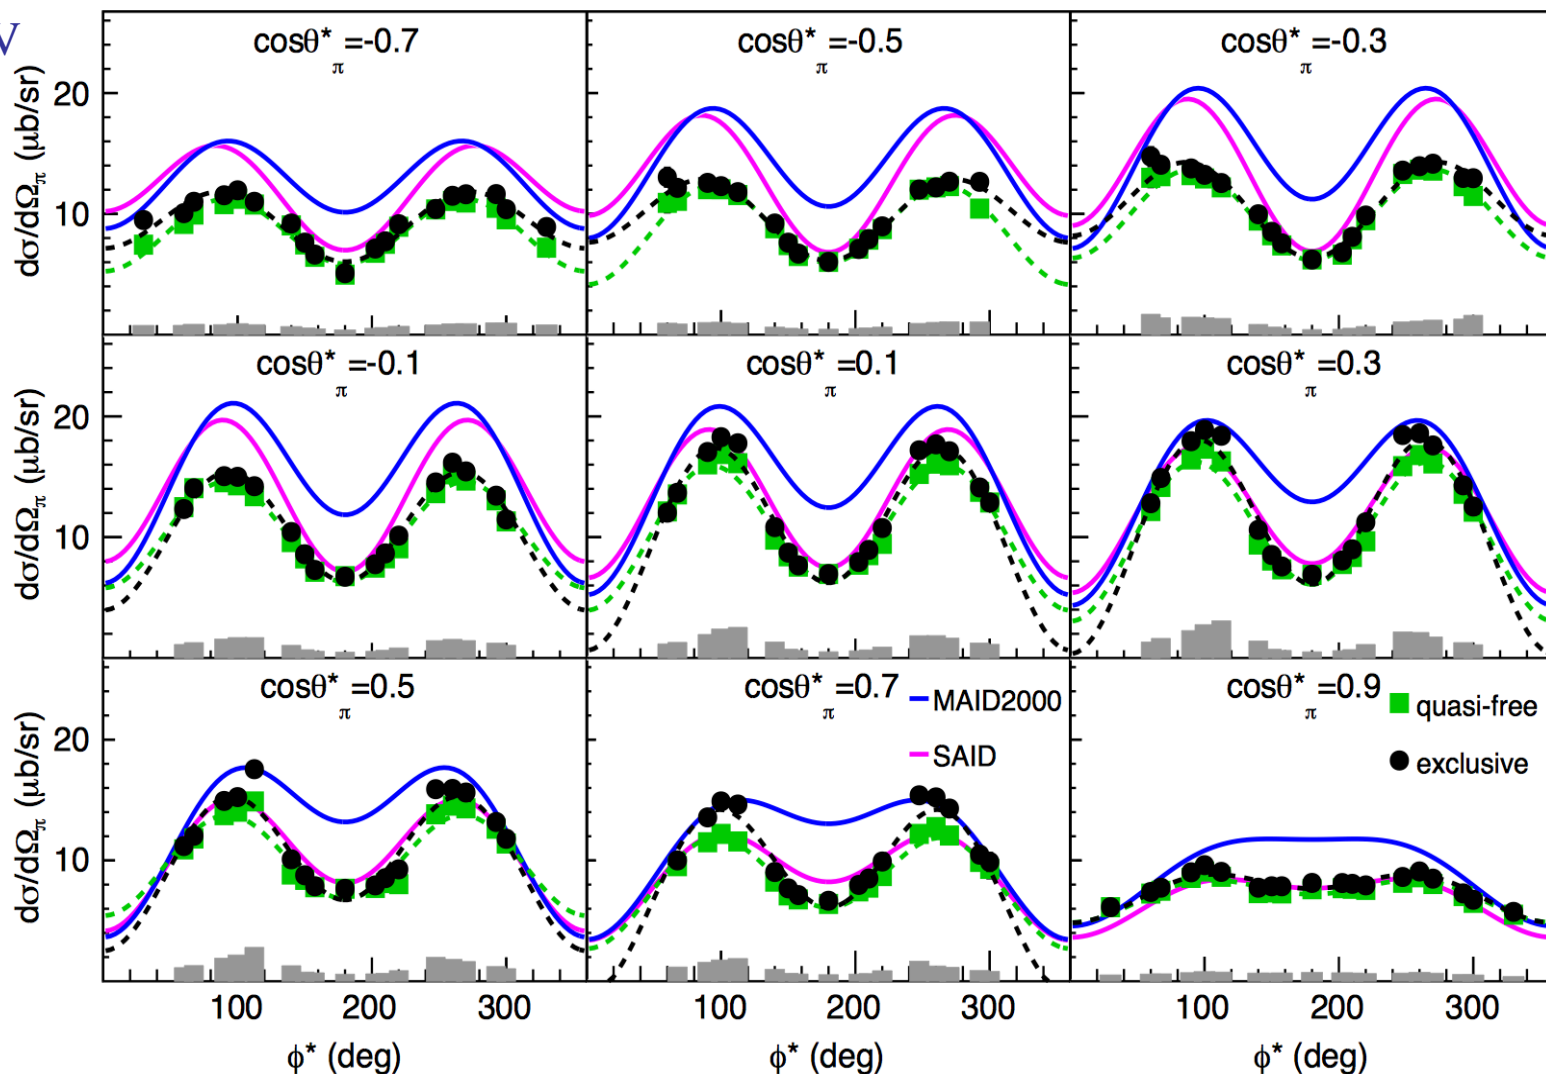 V
cosθ*π=-0.7
cosθ*π=-0.5
cosθ*π=-0.3
dσ/dΩπ (μb/sr)
20
10
cosθ*π=-0.1
cosθ*π=0.1
cosθ*π=0.3
dσ/dΩπ (μb/sr)
20
10
cosθ*π=0.5
cosθ*π=0.7
cosθ*π=0.9
MAID2000
SAID
quasi-free
exclusive
dσ/dΩπ (μb/sr)
20
10
100 200 300
100 200 300
100 200 300
ϕ* (deg)
ϕ* (deg)
ϕ* (deg)